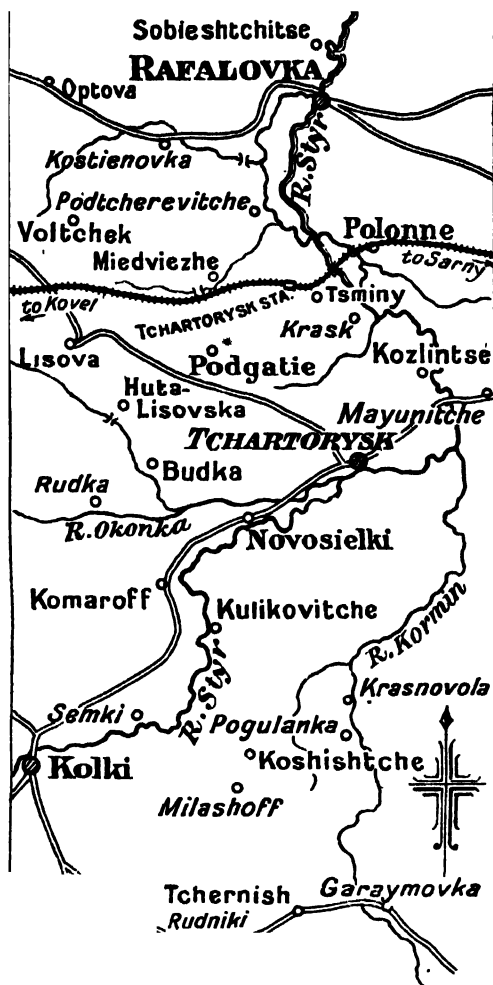 Sobieshtchitse
RAFALOVKA
Optova
R. Styr
Kostienovka
Podtcherevitche
Voltchek
Polonne
Miedviezhe
to Sarny
to Kovel
TCHARTORYSK STA.
Tsminy
Krask
Lisova
Podgatie
Kozlintse
Huta-
Lisovska
Mayunitche
TCHARTORYSK
Budka
Rudka
R. Okonka
Novosielki
Komaroff
Kulikovitche
R. Kormin
R. Styr
Krasnovola
Semki
Pogulanka
Kolki
Koshishtche
Milashoff
Tchernish
Garaymovka
Rudniki